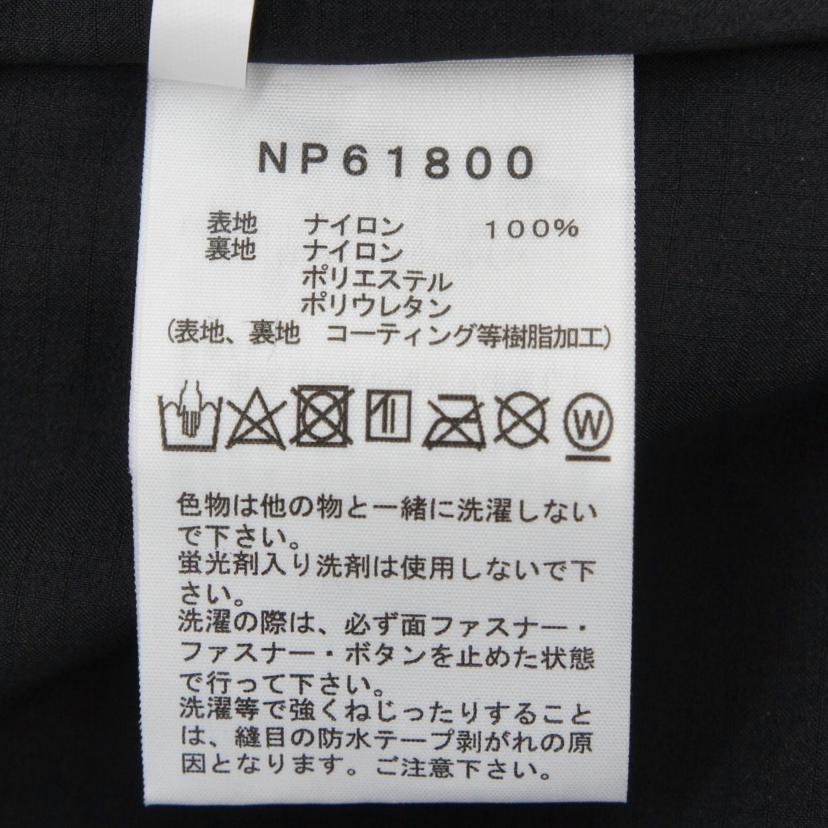 NP61800
表地 ナイロン 100%
裏地 ナイロン
ポリエステル
ポリウレタン
(表地、裏地 コーティング等樹脂加工)
W
色物は他の物と一緒に洗濯しない
で下さい。
蛍光剤入り洗剤は使用しないで下
さい。
洗濯の際は、必ず面ファスナー・
ファスナー・ボタンを止めた状態
で行って下さい。
洗濯等で強くねじったりすること
は、縫目の防水テープ剥がれの原
因となります。ご注意下さい。